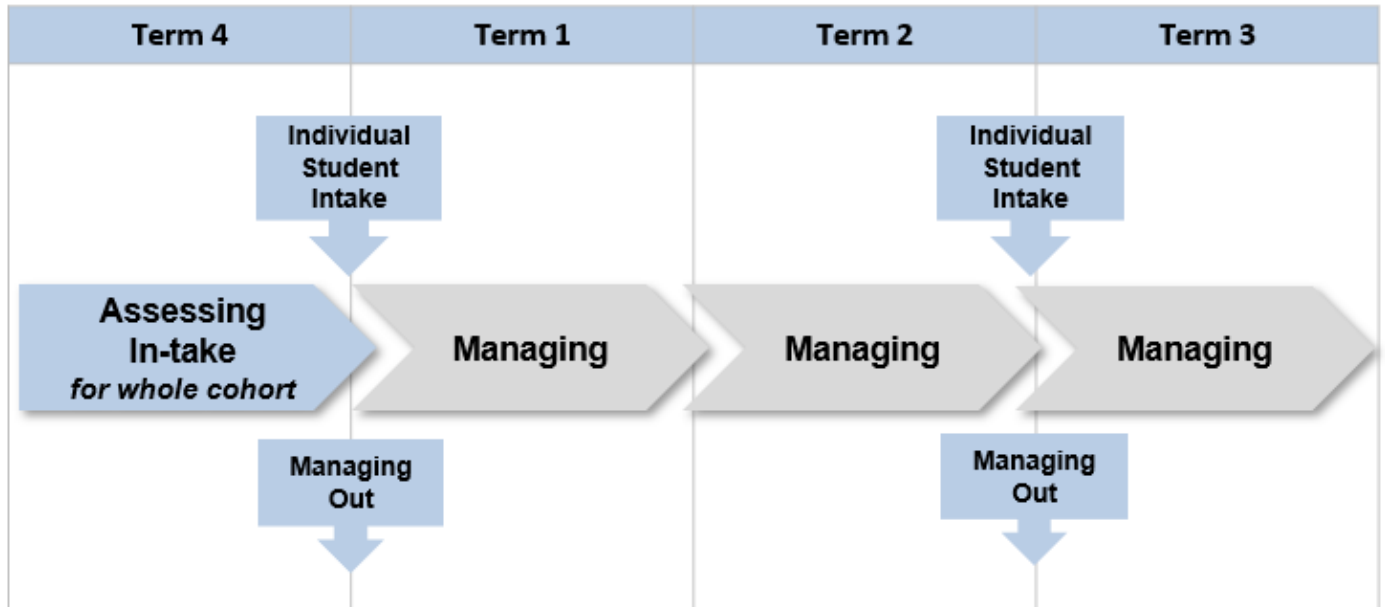 Term 4
Term 1
Term 2
Term 3
Individual
Student
Intake
Individual
Student
Intake
Assessing
In-take
for whole cohort
Managing
Managing
Managing
Managing
Out
Managing
Out